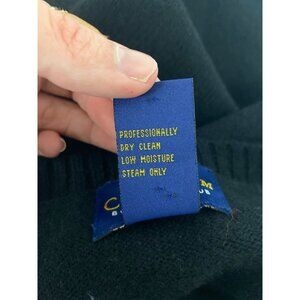 PROFESSIONALLY
DRY CLEAN
LOW MOISTURE
STEAM ONLY